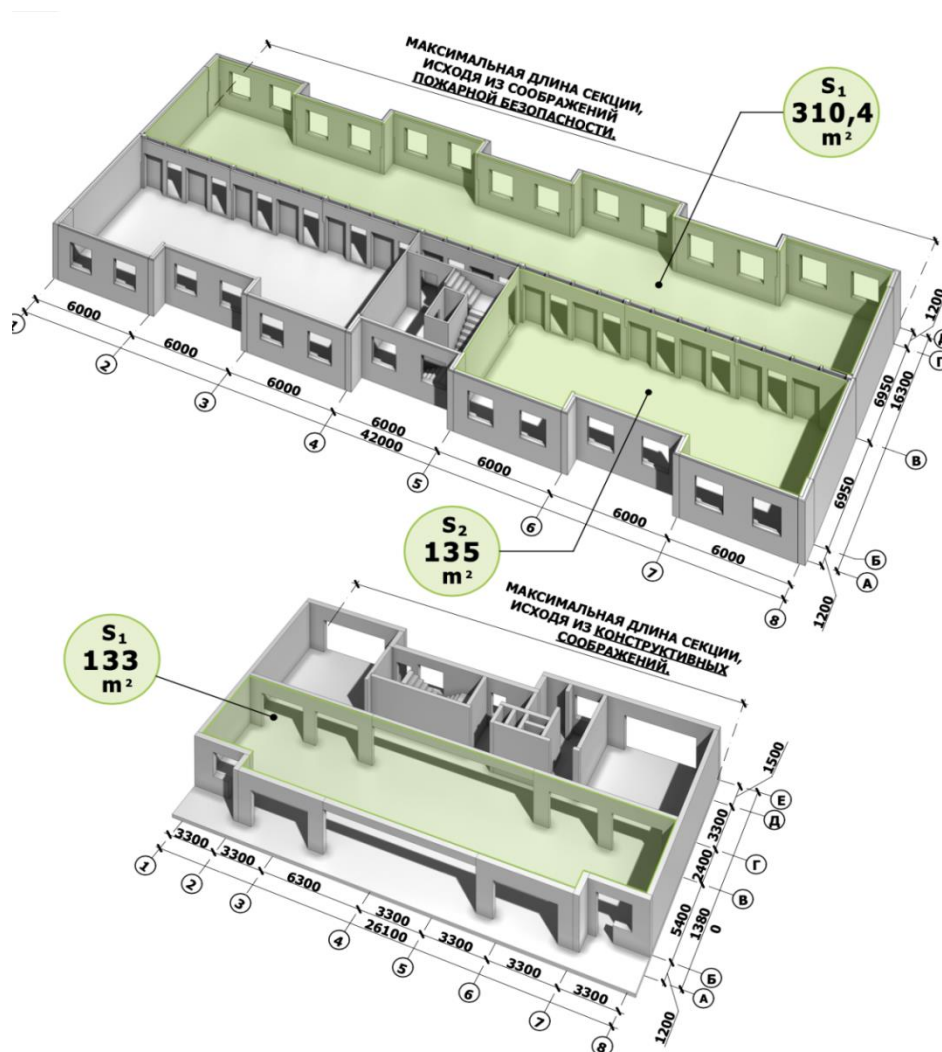 МАКСИМАЛЬНАЯ ДЛИНА СЕКЦИИ,
ИСХОДЯ ИЗ СООБРАЖЕНИЙ
ПОЖАРНОЙ БЕЗОПАСНОСТИ.
S₁
310,4
m²
6000
6000
6000
6000
6000
6000
6000
42000
2
3
4
5
6
7
8
1200
6950
16300
6950
1200
Г
В
Б
А
S₂
135
m²
МАКСИМАЛЬНАЯ ДЛИНА СЕКЦИИ,
ИСХОДЯ ИЗ КОНСТРУКТИВНЫХ
СООБРАЖЕНИЙ.
S₁
133
m²
3300
3300
6300
3300
3300
3300
3300
26100
1
2
3
4
5
6
7
8
1500
3300
2400
5400
1380
0
1200
Е
Д
Г
В
Б
А